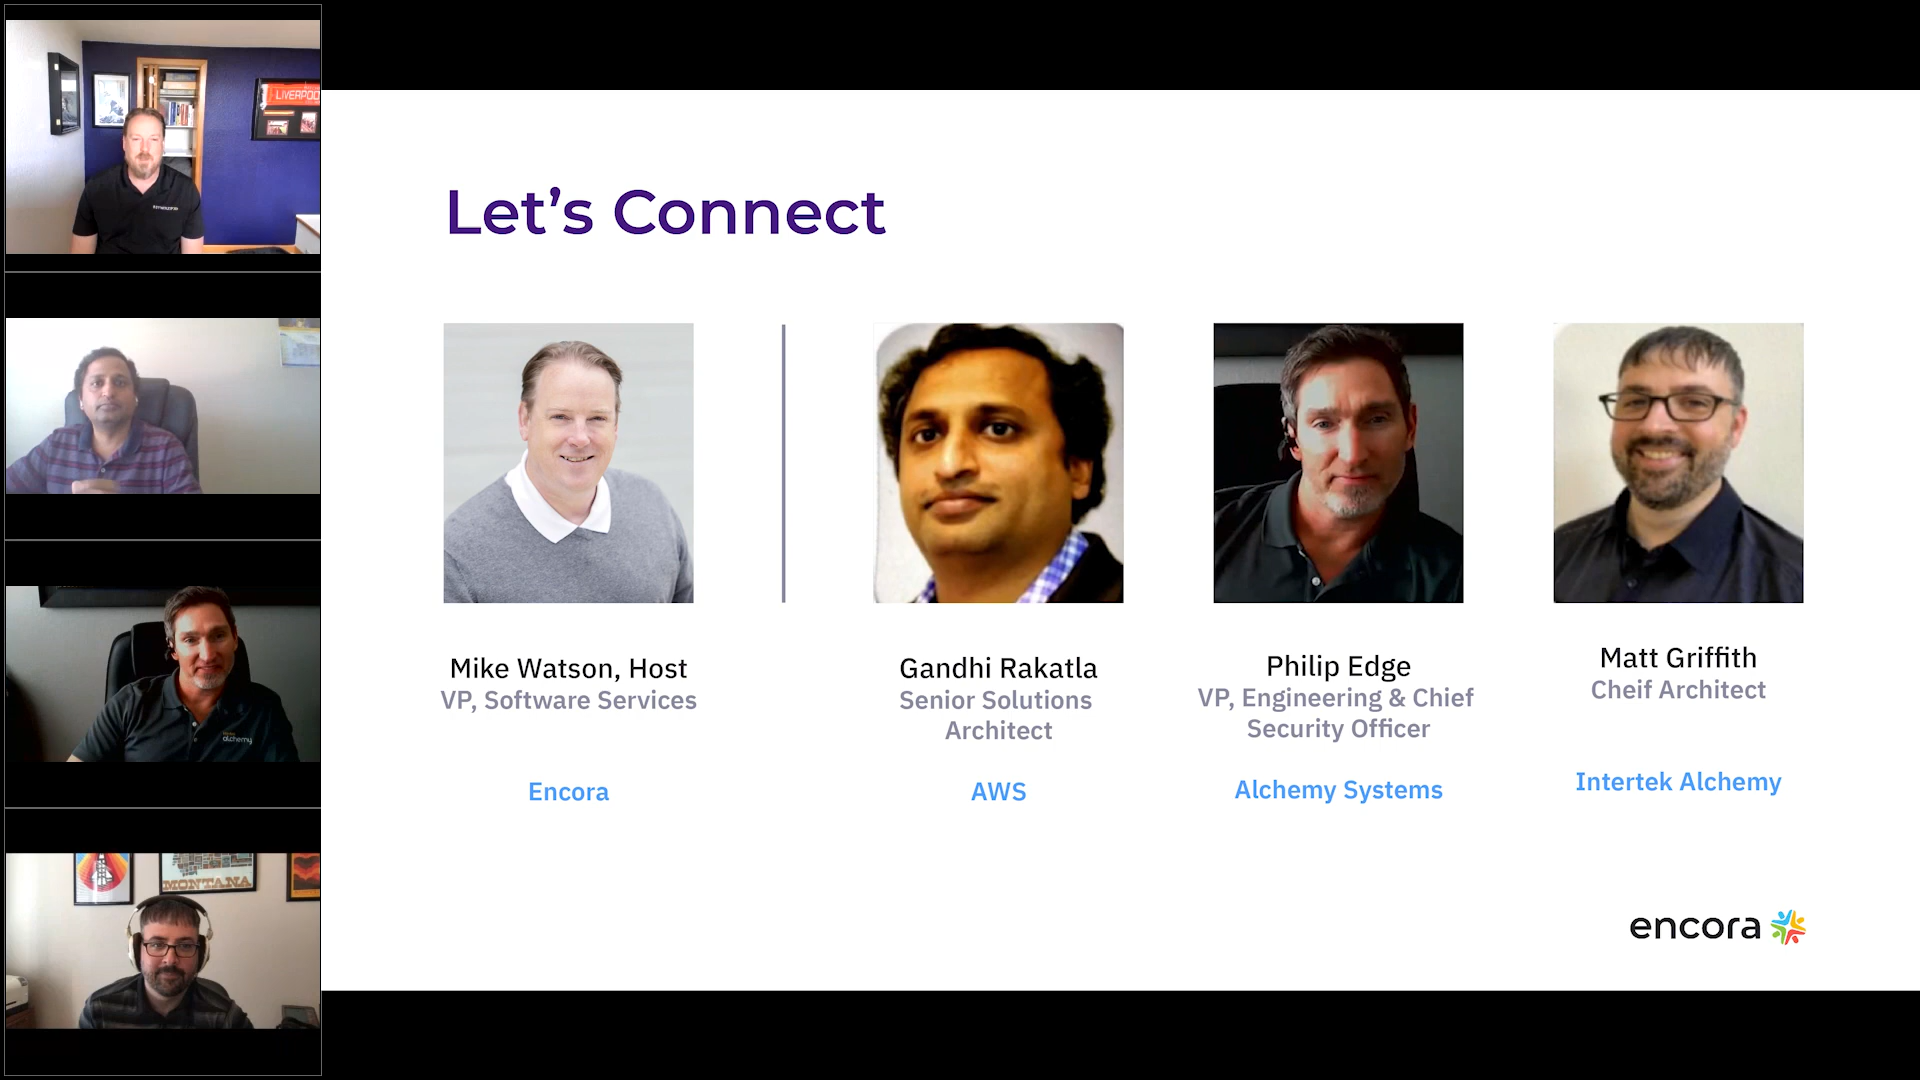 LIVERPOO
alchemy
MONTANA
Let’s Connect
Mike Watson, Host
VP, Software Services
Encora
Gandhi Rakatla
Senior Solutions
Architect
AWS
Philip Edge
VP, Engineering & Chief
Security Officer
Alchemy Systems
Matt Griffith
Cheif Architect
Intertek Alchemy
encora